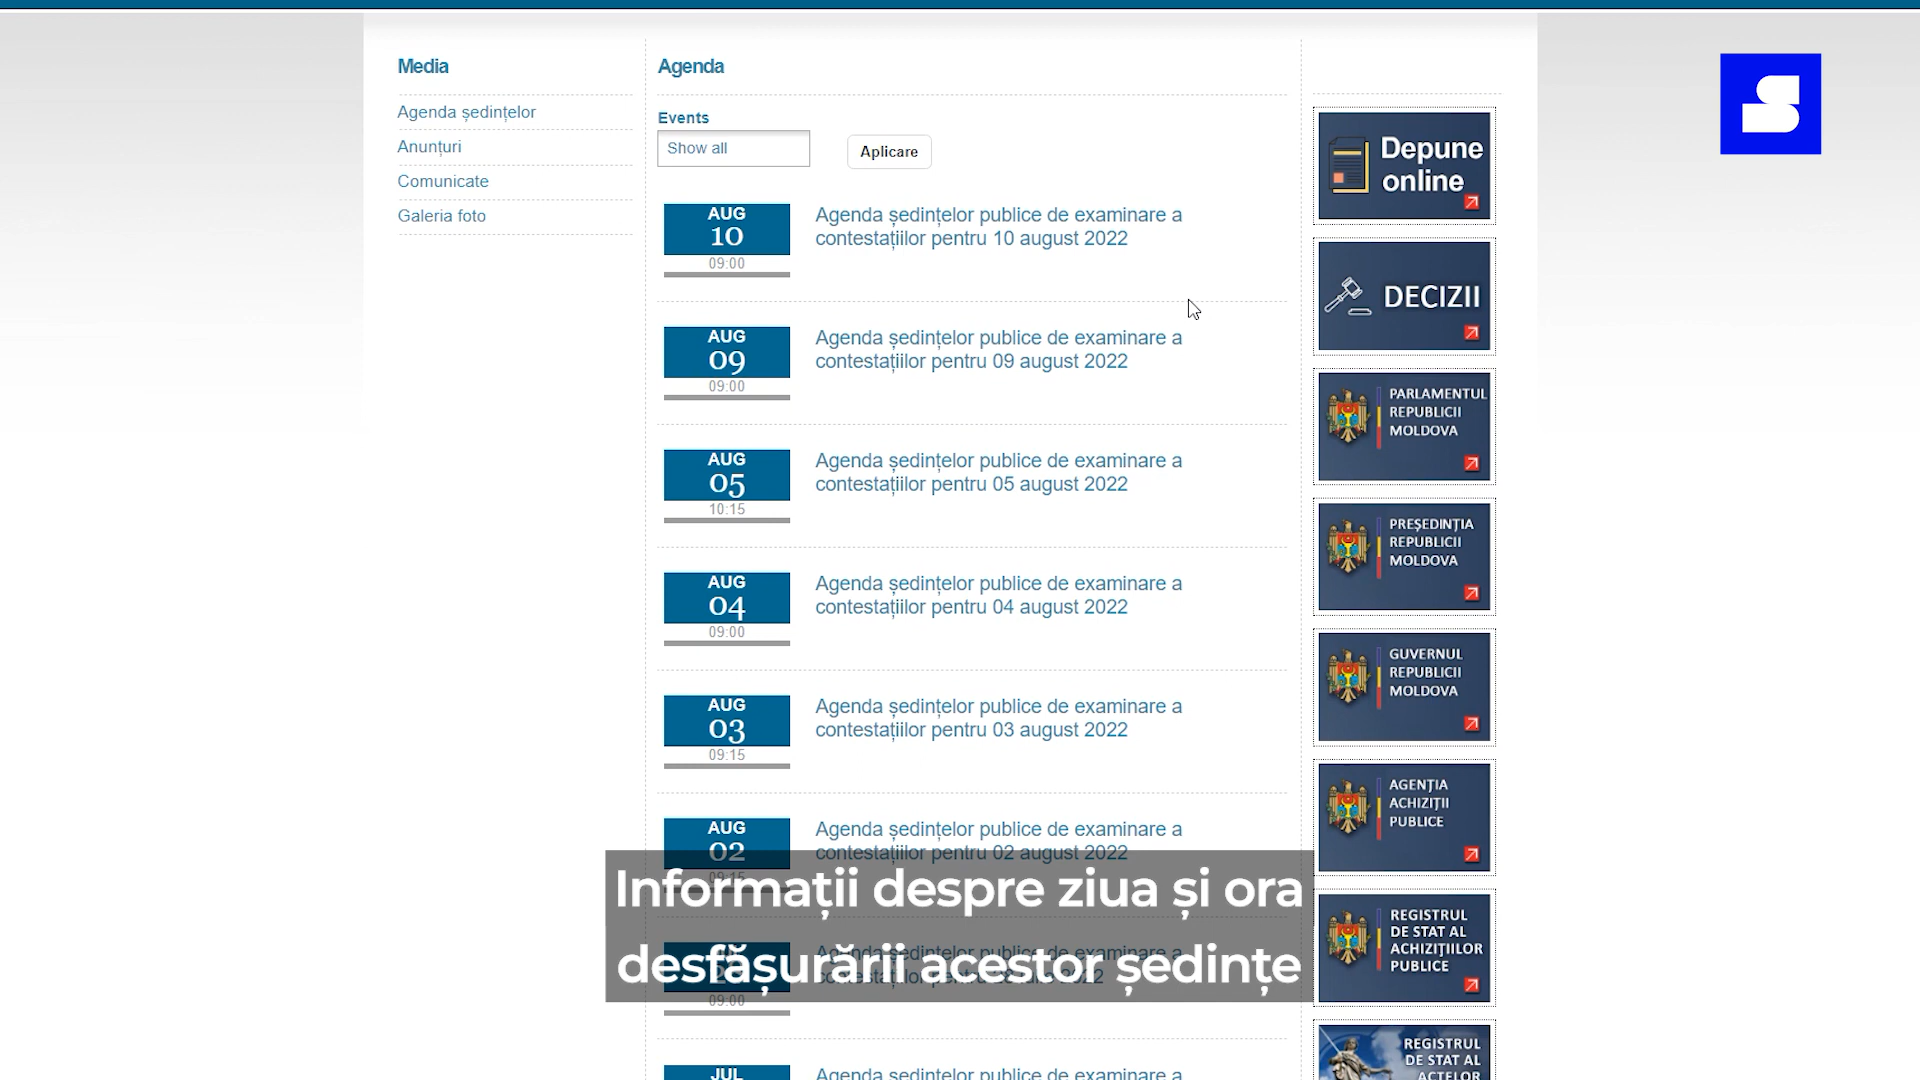 Media
Agenda ședințelor
Anunțuri
Comunicate
Galeria foto
Agenda
Events
Show all
Aplicare
AUG
10
09:00
Agenda ședințelor publice de examinare a
contestațiilor pentru 10 august 2022
AUG
09
09:00
Agenda ședințelor publice de examinare a
contestațiilor pentru 09 august 2022
AUG
05
10:15
Agenda ședințelor publice de examinare a
contestațiilor pentru 05 august 2022
AUG
04
09:00
Agenda ședințelor publice de examinare a
contestațiilor pentru 04 august 2022
AUG
03
09:15
Agenda ședințelor publice de examinare a
contestațiilor pentru 03 august 2022
AUG
02
09:15
Agenda ședințelor publice de examinare a
contestațiilor pentru 02 august 2022
09:00
Agenda ședințelor publice de examinare a
JUL
Agenda ședințelor publice de examinare a
Informații despre ziua și ora
desfășurării acestor ședințe
Depune
online
DECIZII
PARLAMENTUL
REPUBLICII
MOLDOVA
PREȘEDINȚIA
REPUBLICII
MOLDOVA
GUVERNUL
REPUBLICII
MOLDOVA
AGENȚIA
ACHIZIȚII
PUBLICE
REGISTRUL
DE STAT AL
ACHIZIȚIILOR
PUBLICE
REGISTRUL
DE STAT AL
ACTELOR